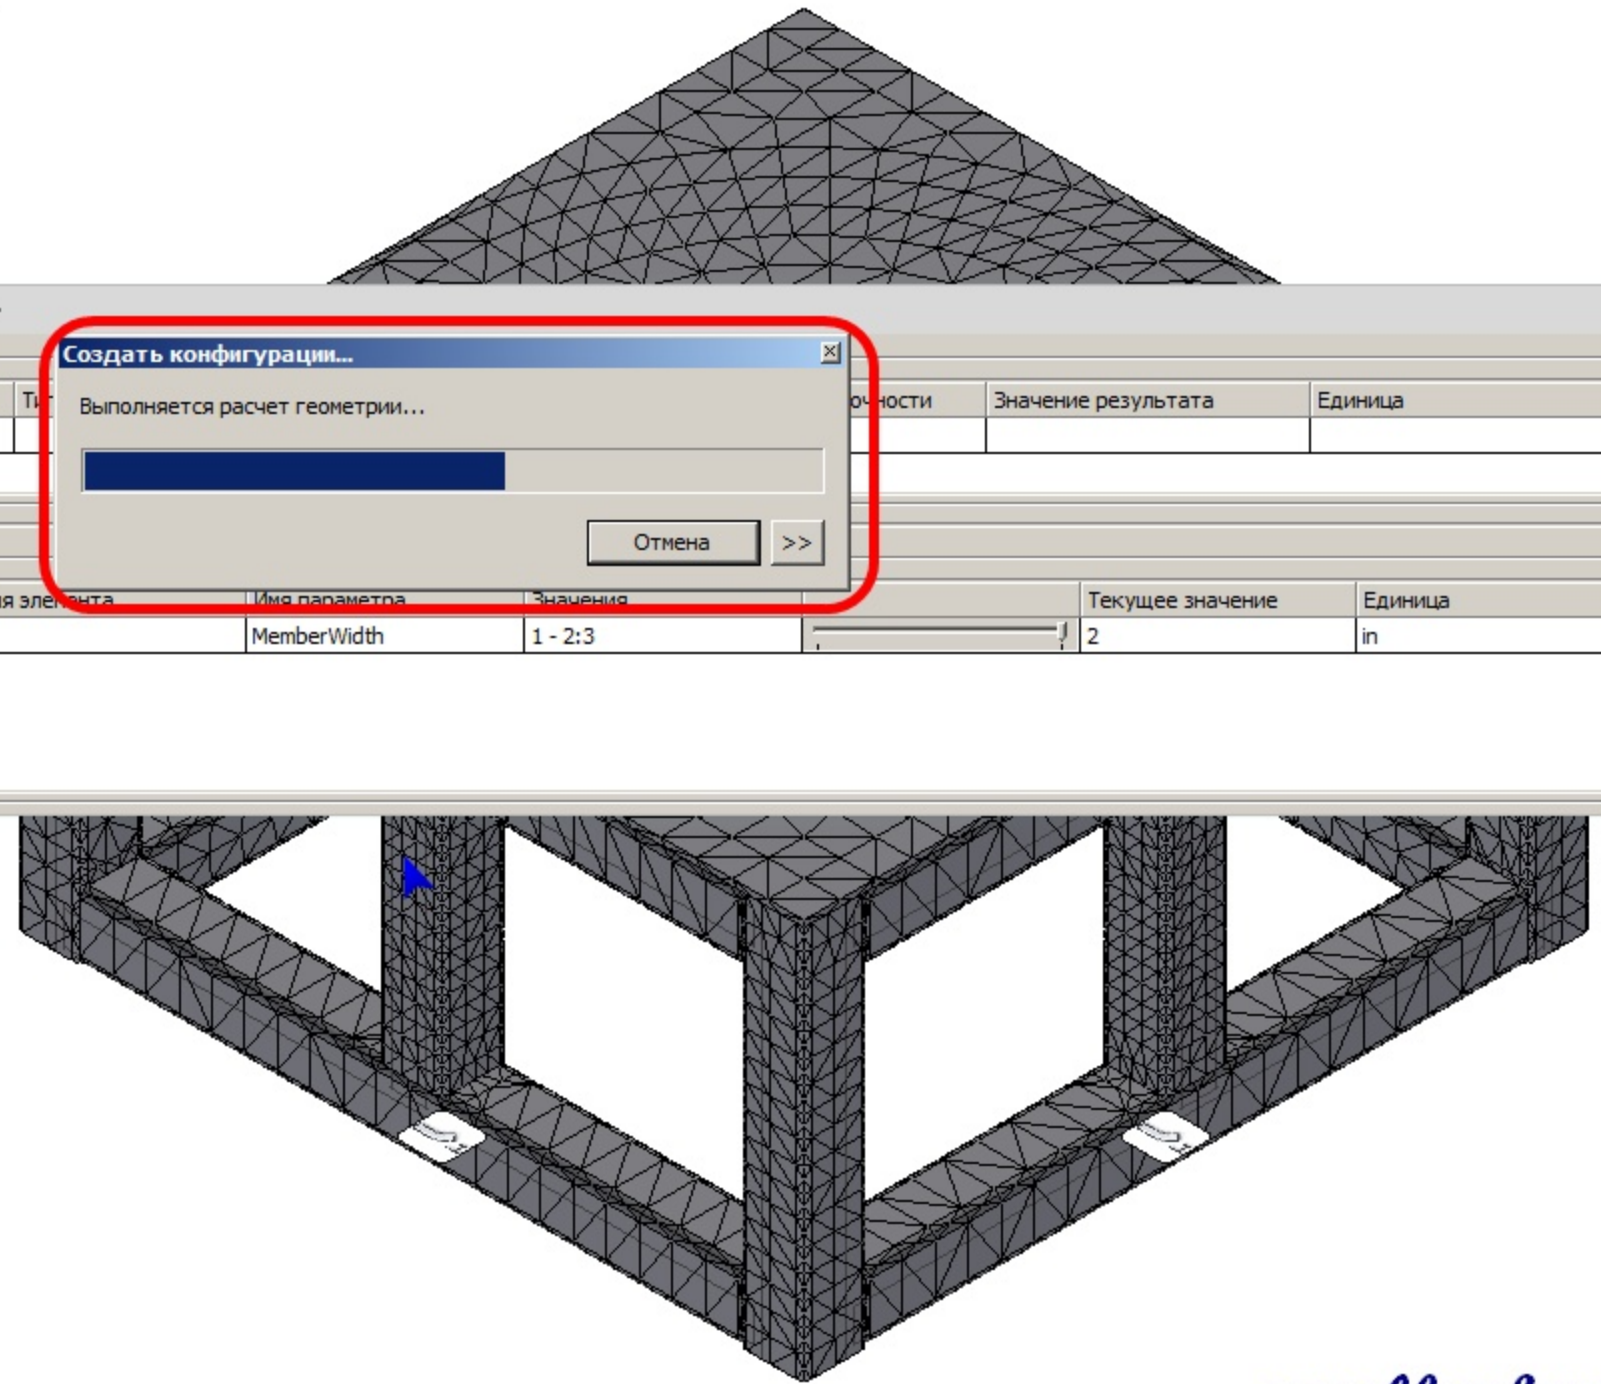 Создать конфигурации...
Выполняется расчет геометрии...
Значение результата Единица
Отмена >>
Имя параметра Значения Текущее значение Единица
MemberWidth 1 - 2:3 2 in